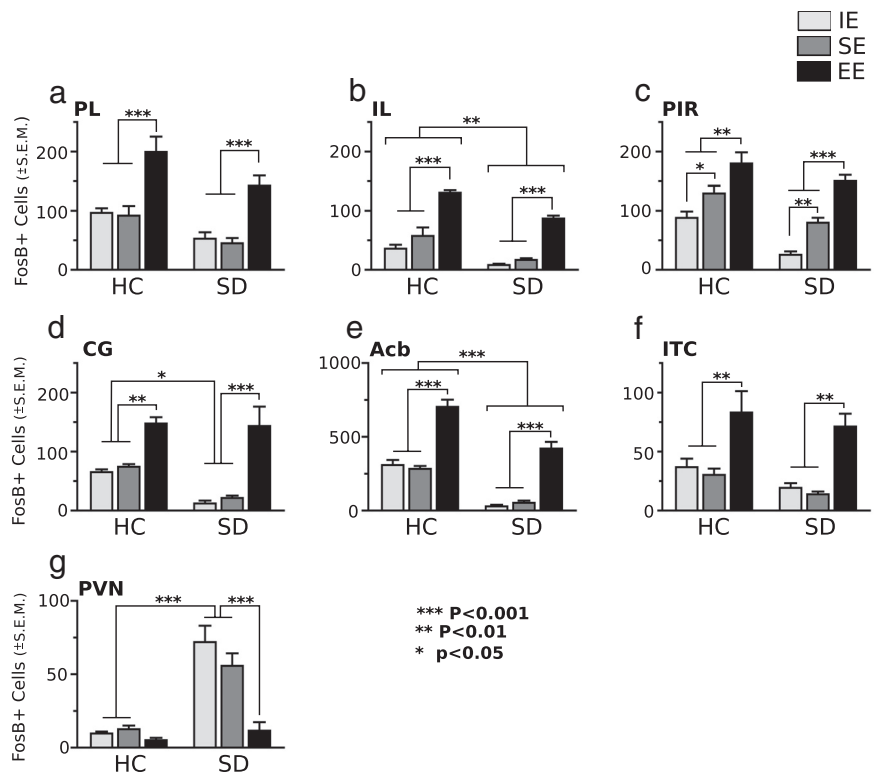 IE
SE
EE
a
PL
FosB+ Cells (±S.E.M.)
200
100
0
***
***
HC
SD
b
IL
200
100
0
**
***
***
HC
SD
c
PIR
200
100
0
*
**
**
***
HC
SD
d
CG
FosB+ Cells (±S.E.M.)
200
100
0
*
**
***
HC
SD
e
Acb
1000
500
0
***
***
***
HC
SD
f
ITC
100
50
0
**
**
HC
SD
g
PVN
FosB+ Cells (±S.E.M.)
100
50
0
***
***
HC
SD
*** P<0.001
** P<0.01
* p<0.05